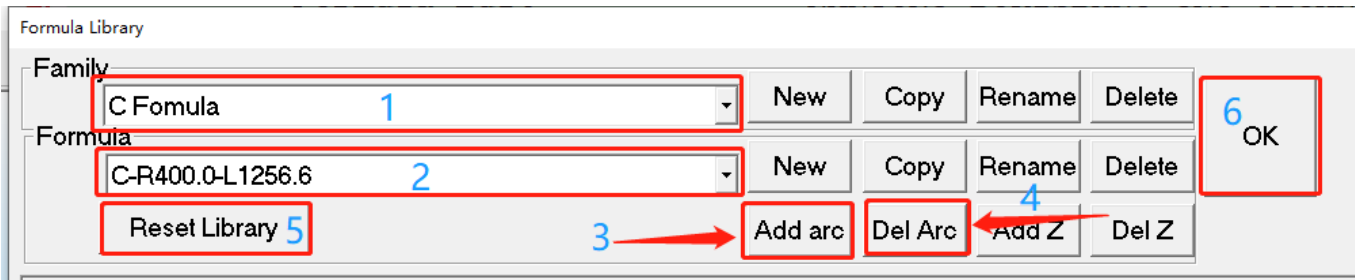 Formula Library
Family
C Fomula 1
New Copy Rename Delete
6 OK
Formula
C-R400.0-L1256.6 2
New Copy Rename Delete
4
Reset Library 5
3 Add arc Del Arc Add Z Del Z